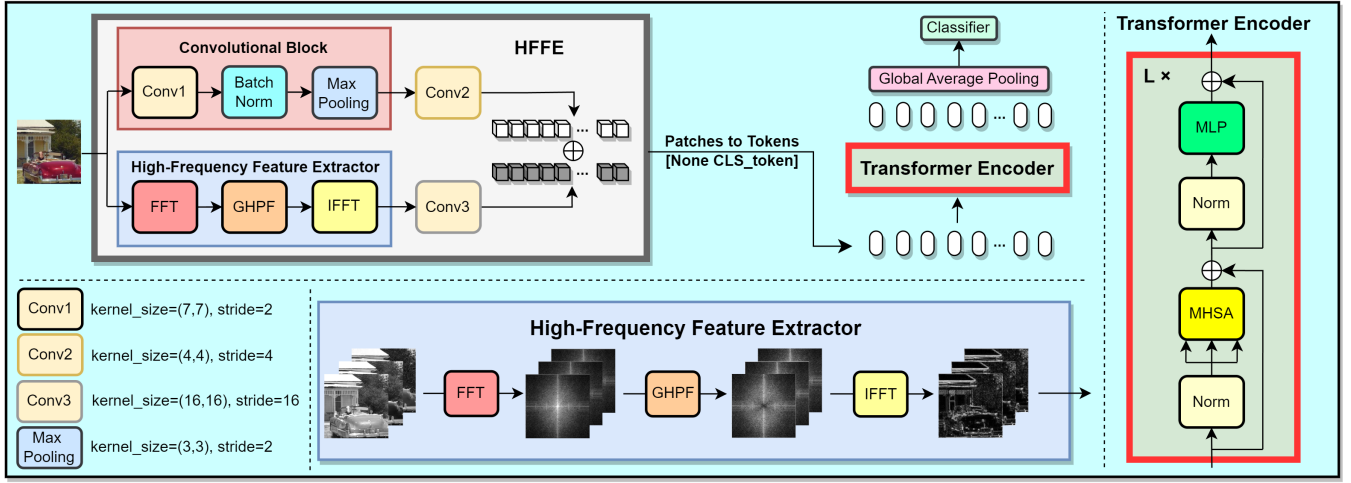 Convolutional Block
HFFE
Conv1
Batch
Norm
Max
Pooling
Conv2
High-Frequency Feature Extractor
FFT
GHPF
IFFT
Conv3
...
...
Patches to Tokens
[None CLS_token]
Classifier
Global Average Pooling
...
Transformer Encoder
...
Transformer Encoder
L ×
MLP
Norm
MHSA
Norm
Conv1 kernel_size=(7,7), stride=2
Conv2 kernel_size=(4,4), stride=4
Conv3 kernel_size=(16,16), stride=16
Max
Pooling kernel_size=(3,3), stride=2
High-Frequency Feature Extractor
FFT
GHPF
IFFT